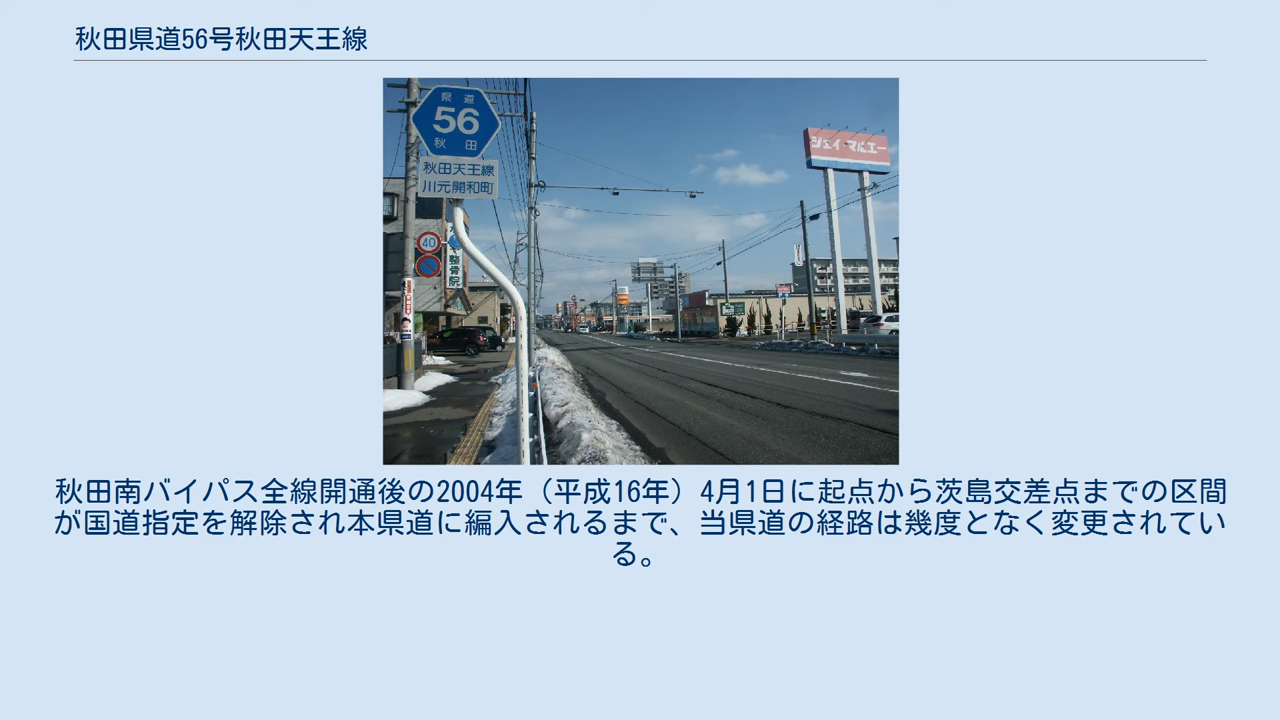 秋田県道56号秋田天王線
県道
56
秋田
秋田天王線
川元開和町
40
整骨院
ジェイ・マルエー
秋田南バイパス全線開通後の2004年（平成16年）4月1日に起点から茨島交差点までの区間
が国道指定を解除され本県道に編入されるまで、当県道の経路は幾度となく変更されてい
る。